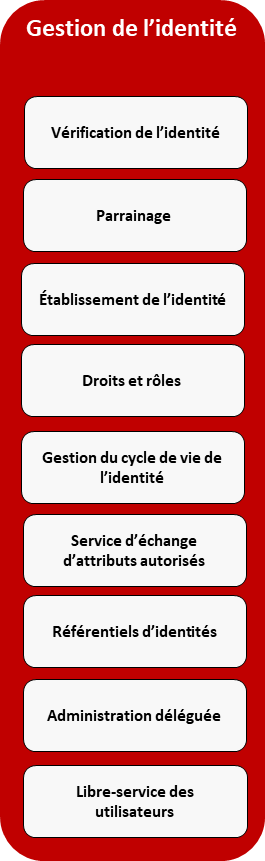 Gestion de l’identité
Vérification de l’identité
Parrainage
Établissement de l’identité
Droits et rôles
Gestion du cycle de vie de
l’identité
Service d’échange
d’attributs autorisés
Référentiels d’identités
Administration déléguée
Libre-service des
utilisateurs